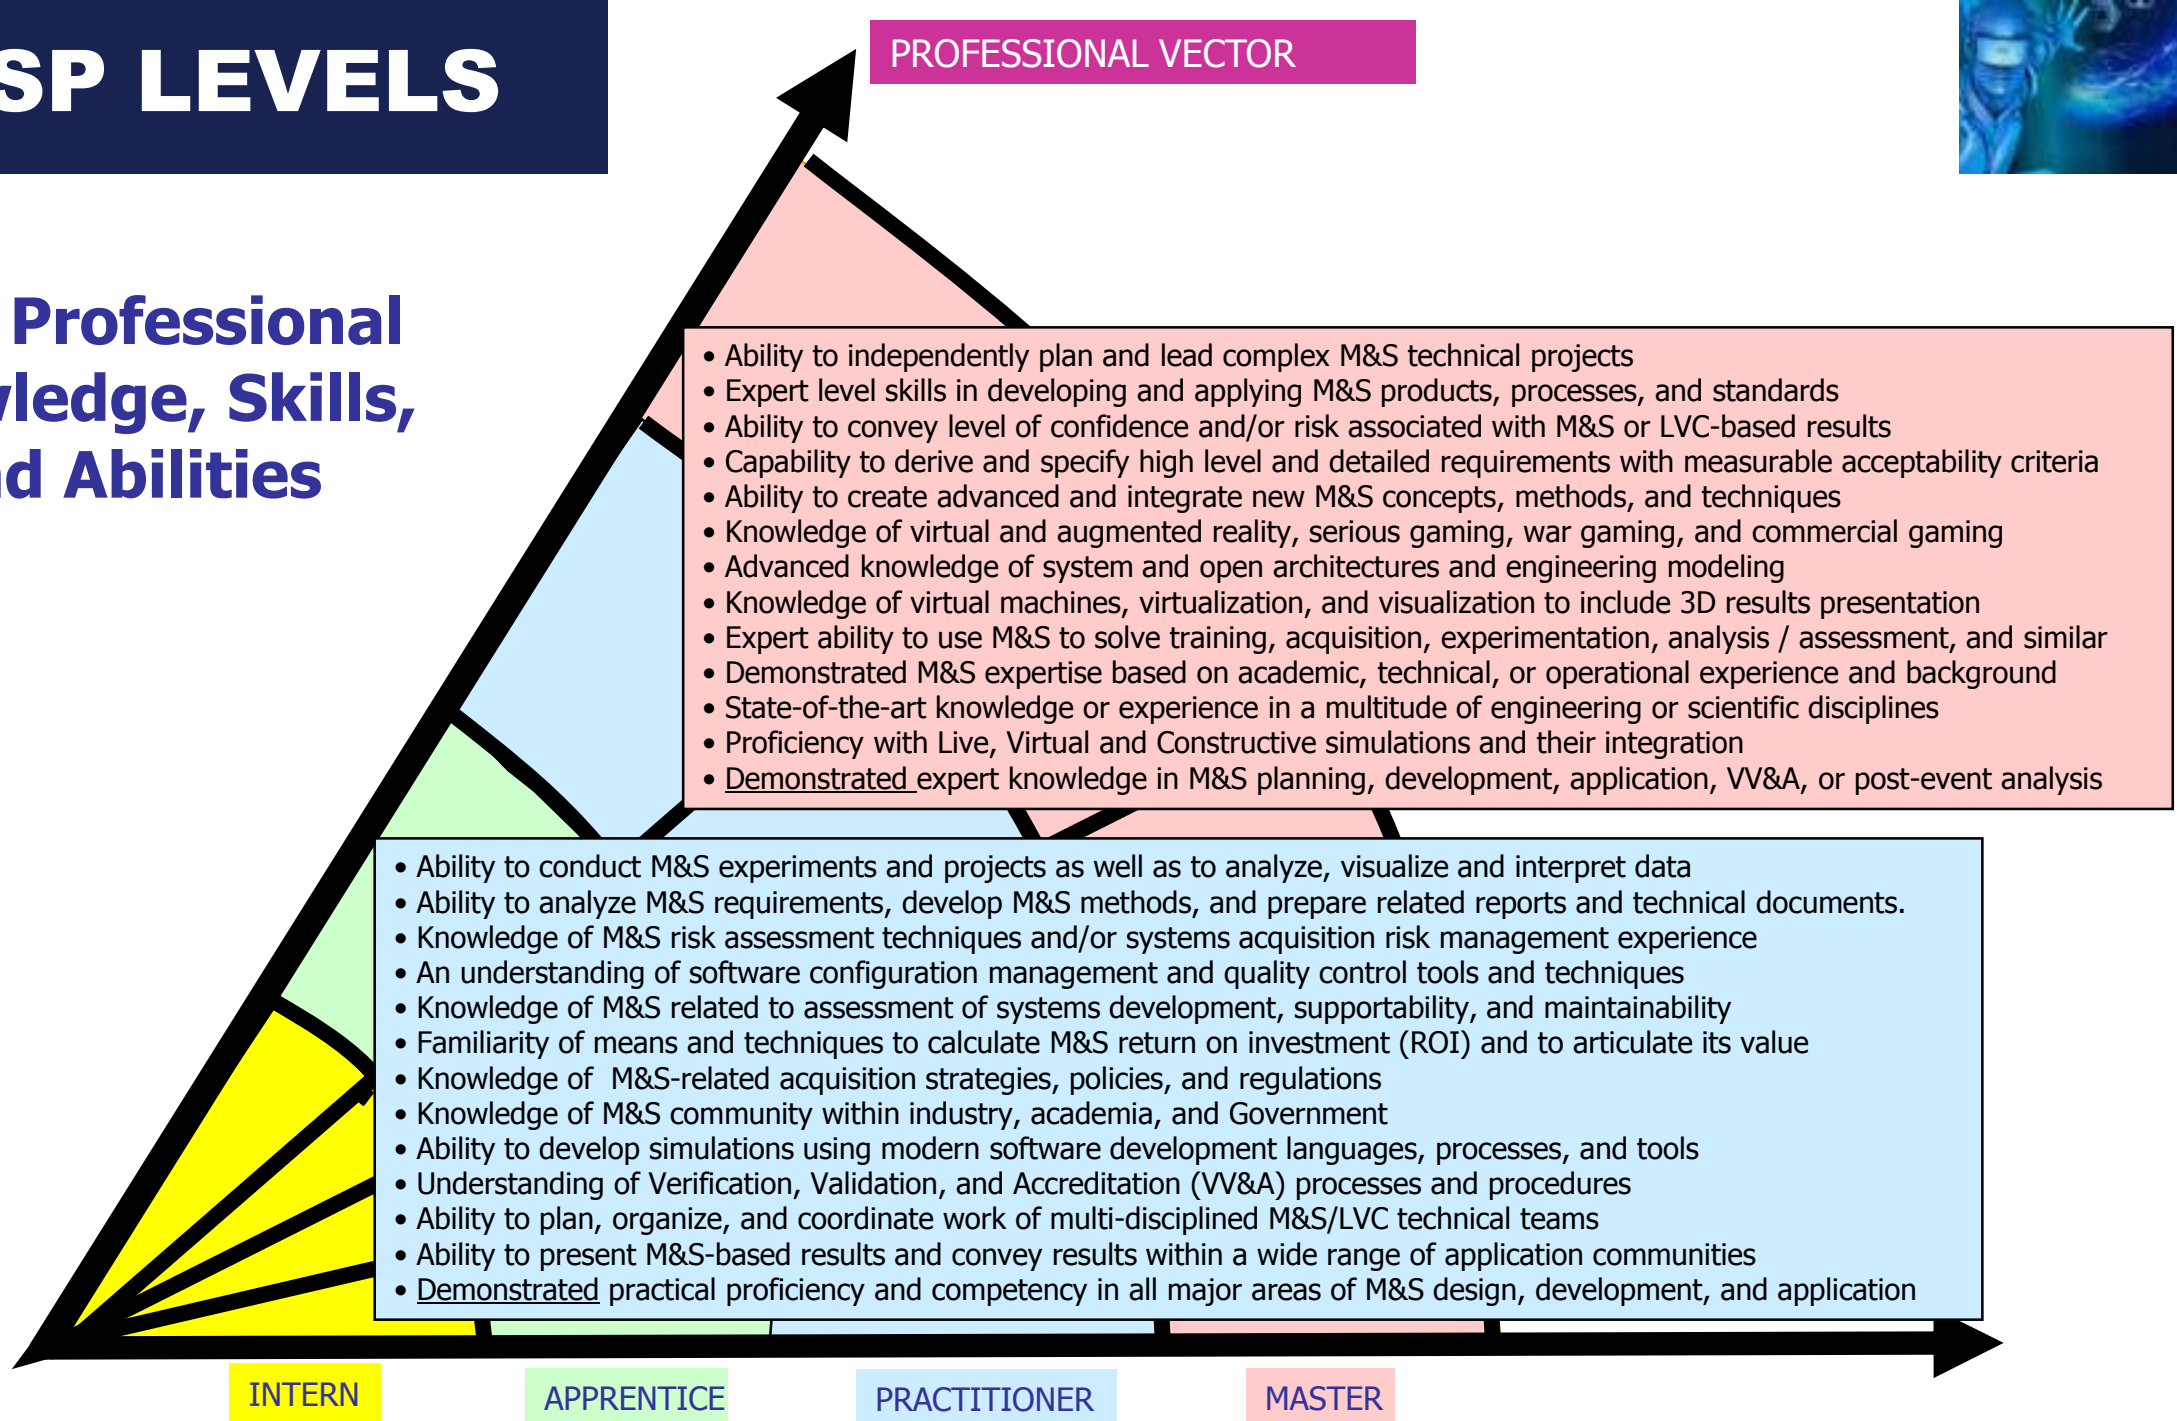 SP LEVELS
PROFESSIONAL VECTOR
Professional
wledge, Skills,
nd Abilities
• Ability to independently plan and lead complex M&S technical projects
• Expert level skills in developing and applying M&S products, processes, and standards
• Ability to convey level of confidence and/or risk associated with M&S or LVC-based results
• Capability to derive and specify high level and detailed requirements with measurable acceptability criteria
• Ability to create advanced and integrate new M&S concepts, methods, and techniques
• Knowledge of virtual and augmented reality, serious gaming, war gaming, and commercial gaming
• Advanced knowledge of system and open architectures and engineering modeling
• Knowledge of virtual machines, virtualization, and visualization to include 3D results presentation
• Expert ability to use M&S to solve training, acquisition, experimentation, analysis / assessment, and similar
• Demonstrated M&S expertise based on academic, technical, or operational experience and background
• State-of-the-art knowledge or experience in a multitude of engineering or scientific disciplines
• Proficiency with Live, Virtual and Constructive simulations and their integration
• Demonstrated expert knowledge in M&S planning, development, application, VV&A, or post-event analysis
• Ability to conduct M&S experiments and projects as well as to analyze, visualize and interpret data
• Ability to analyze M&S requirements, develop M&S methods, and prepare related reports and technical documents.
• Knowledge of M&S risk assessment techniques and/or systems acquisition risk management experience
• An understanding of software configuration management and quality control tools and techniques
• Knowledge of M&S related to assessment of systems development, supportability, and maintainability
• Familiarity of means and techniques to calculate M&S return on investment (ROI) and to articulate its value
• Knowledge of  M&S-related acquisition strategies, policies, and regulations
• Knowledge of M&S community within industry, academia, and Government
• Ability to develop simulations using modern software development languages, processes, and tools
• Understanding of Verification, Validation, and Accreditation (VV&A) processes and procedures
• Ability to plan, organize, and coordinate work of multi-disciplined M&S/LVC technical teams
• Ability to present M&S-based results and convey results within a wide range of application communities
• Demonstrated practical proficiency and competency in all major areas of M&S design, development, and application
INTERN
APPRENTICE
PRACTITIONER
MASTER